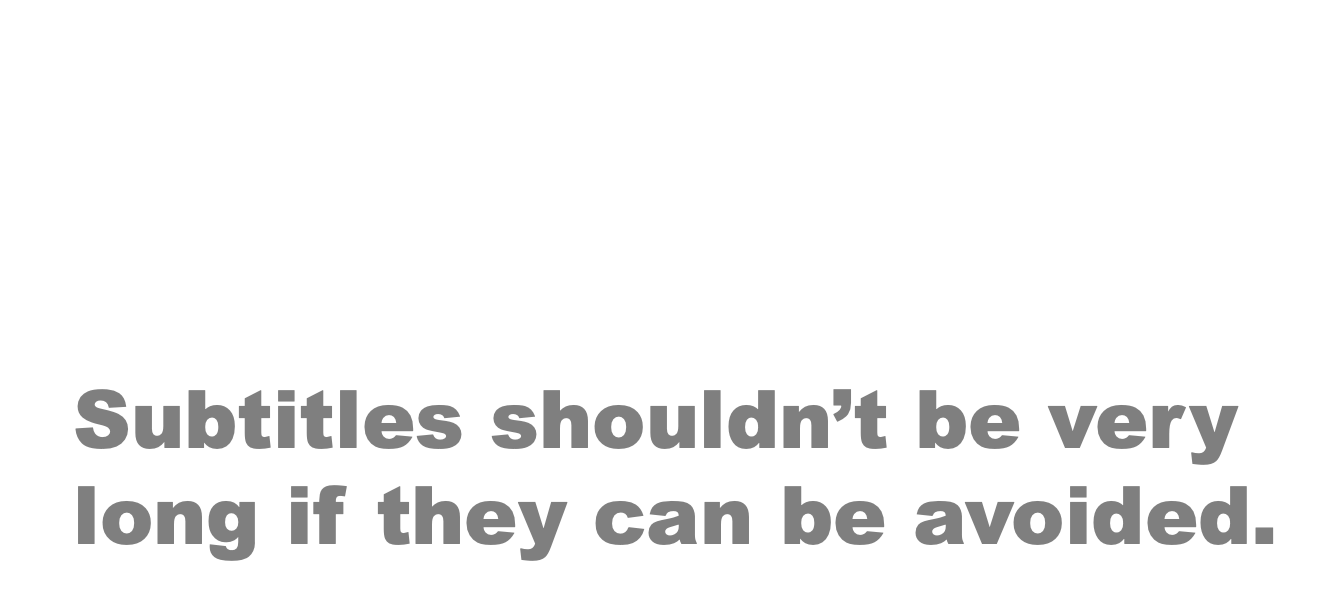 Subtitles shouldn’t be very
long if they can be avoided.